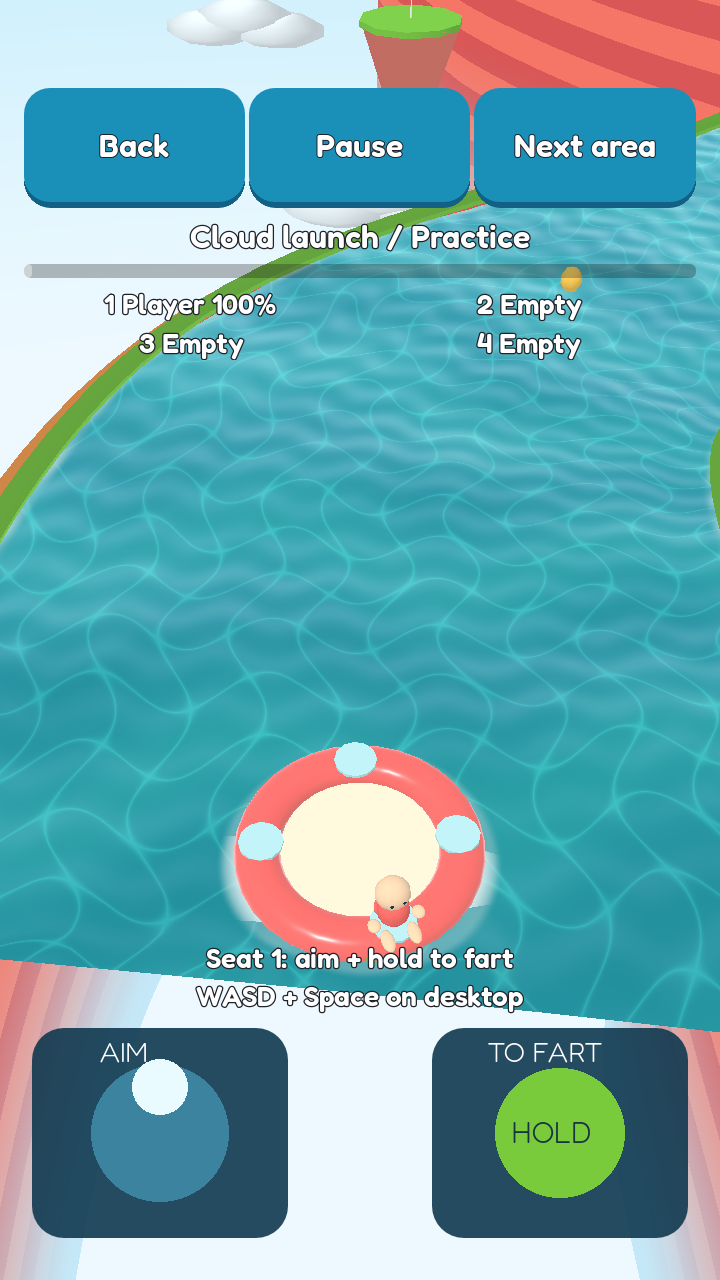 Back
Pause
Next area
Cloud launch / Practice
1 Player 100%
2 Empty
3 Empty
4 Empty
Seat 1: aim + hold to fart
WASD + Space on desktop
AIM
TO FART
HOLD